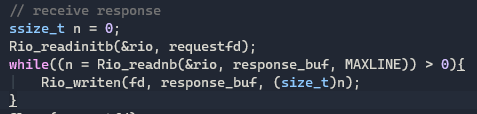 // receive response
ssize_t n = 0;
Rio_readinitb(&rio, requestfd);
while((n = Rio_readnb(&rio, response_buf, MAXLINE)) > 0){
    Rio_writen(fd, response_buf, (size_t)n);
}